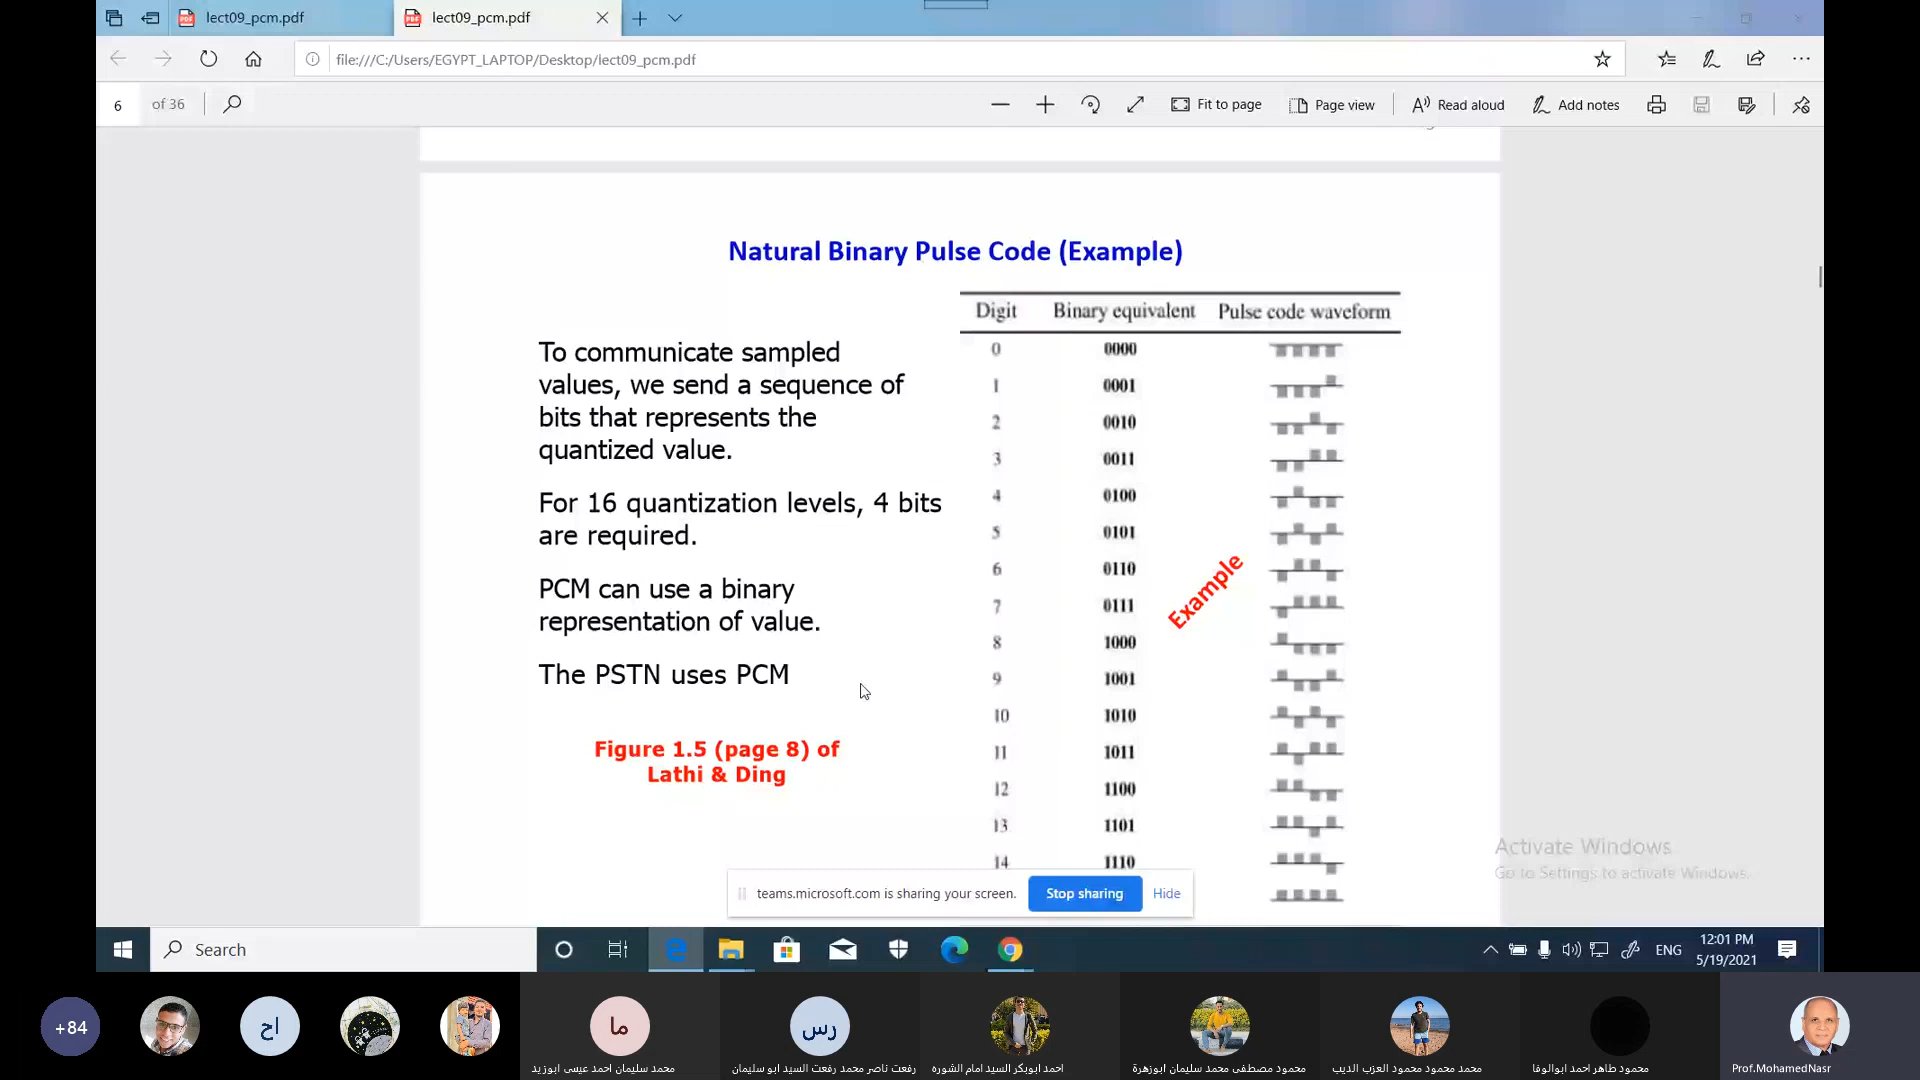 lect09_pcm.pdf
lect09_pcm.pdf
file:///C:/Users/EGYPT_LAPTOP/Desktop/lect09_pcm.pdf
6 of 36
Fit to page
Page view
Read aloud
Add notes
Natural Binary Pulse Code (Example)
To communicate sampled
values, we send a sequence of
bits that represents the
quantized value.
For 16 quantization levels, 4 bits
are required.
PCM can use a binary
representation of value.
The PSTN uses PCM
Figure 1.5 (page 8) of
Lathi & Ding
Digit Binary equivalent Pulse code waveform
0 0000
1 0001
2 0010
3 0011
4 0100
5 0101
6 0110
7 0111
8 1000
9 1001
10 1010
11 1011
12 1100
13 1101
14 1110
Example
Activate Windows
Go to Settings to activate Windows.
teams.microsoft.com is sharing your screen.
Stop sharing
Hide
Search
ENG
12:01 PM
5/19/2021
+84
اح
ما
رس
محمد سليمان احمد عيسى ابوزيد
رفعت ناصر محمد رفعت السيد ابو سليمان
احمد ابوبكر السيد امام الشوره
محمود مصطفى محمد سليمان ابوزهرة
محمد محمود محمود العزب الديب
محمود طاهر احمد ابوالوفا
Prof.MohamedNasr